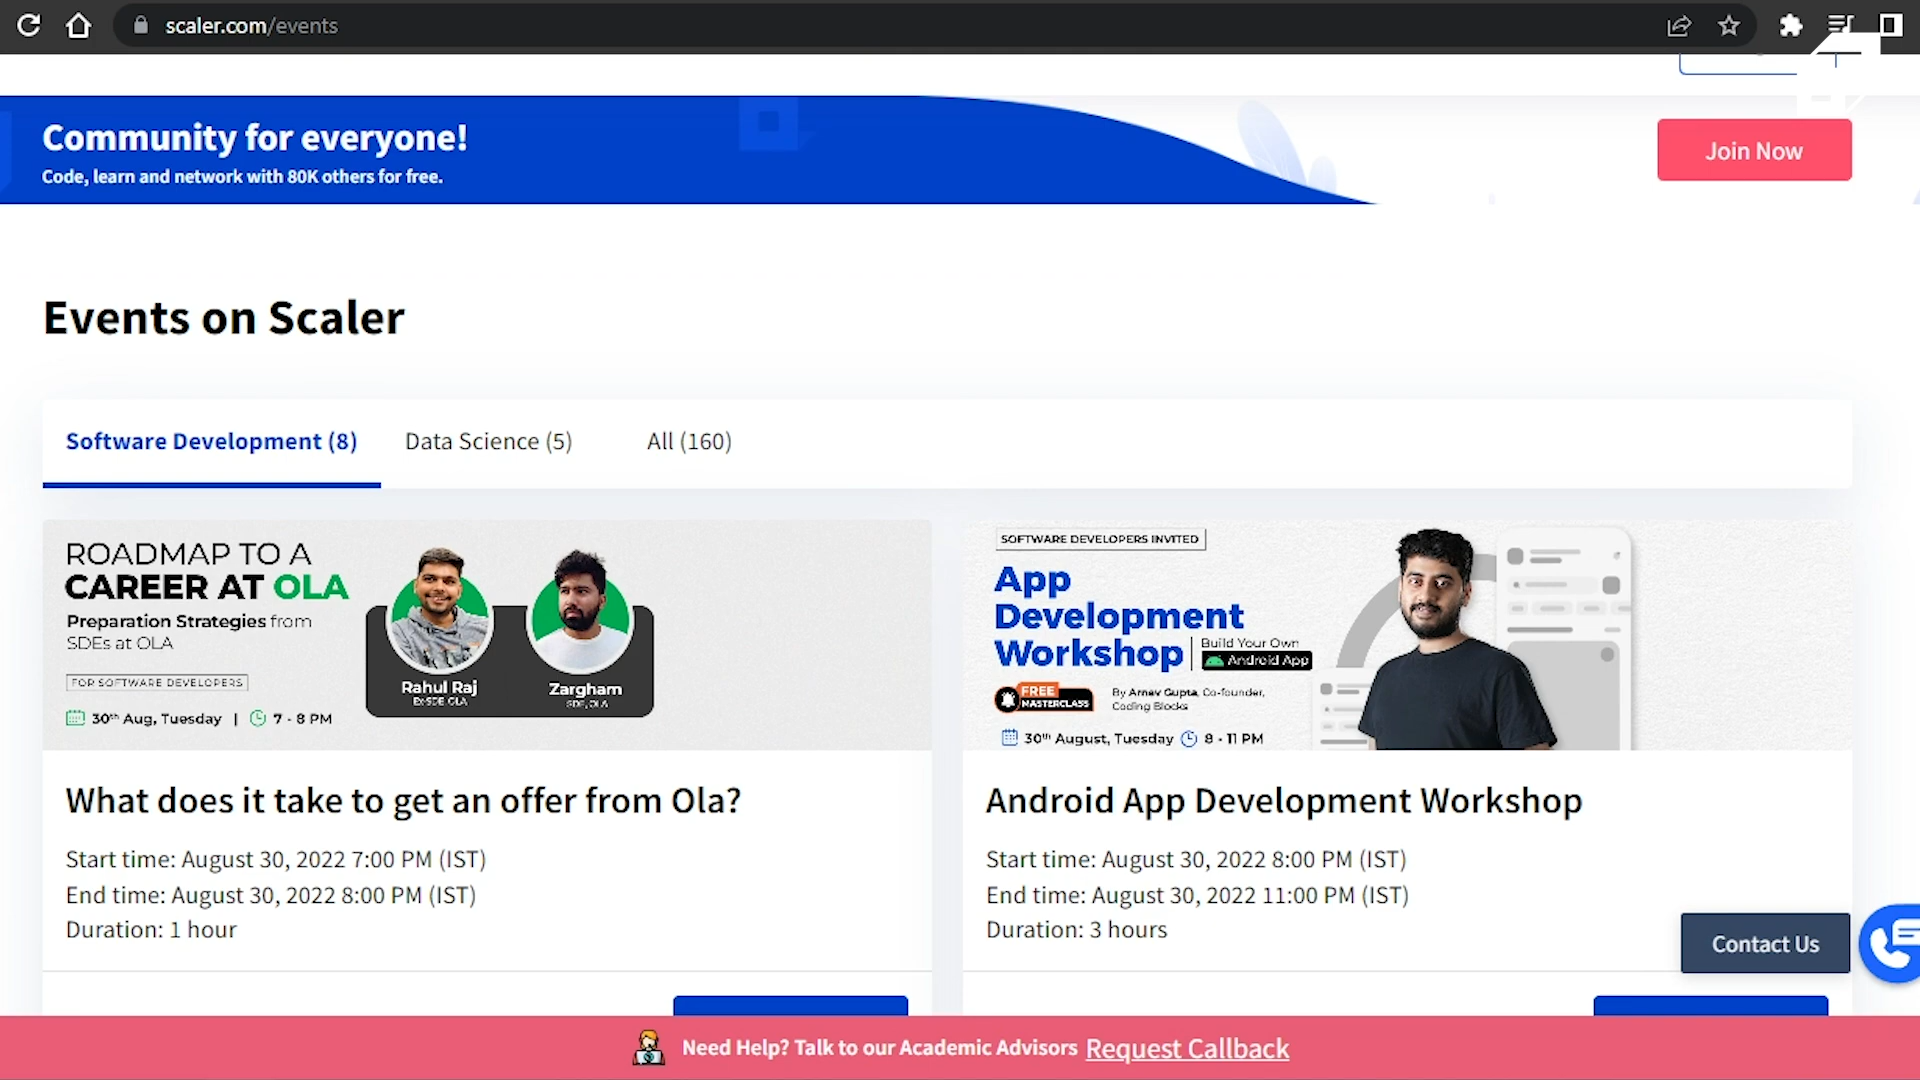 scaler.com/events
Community for everyone!
Code, learn and network with 80K others for free.
Join Now
Events on Scaler
Software Development (8)
Data Science (5)
All (160)
ROADMAP TO A
CAREER AT OLA
Preparation Strategies from
SDEs at OLA
FOR SOFTWARE DEVELOPERS
30th Aug, Tuesday | 7 - 8 PM
Rahul Raj
Ex-SDE, OLA
Zargham
SDE, OLA
SOFTWARE DEVELOPERS INVITED
App
Development
Workshop
Build Your Own
Android App
FREE
MASTERCLASS
By Arnav Gupta, Co-founder,
Coding Blocks
30th August, Tuesday 8 - 11 PM
What does it take to get an offer from Ola?
Start time: August 30, 2022 7:00 PM (IST)
End time: August 30, 2022 8:00 PM (IST)
Duration: 1 hour
Android App Development Workshop
Start time: August 30, 2022 8:00 PM (IST)
End time: August 30, 2022 11:00 PM (IST)
Duration: 3 hours
Contact Us
Need Help? Talk to our Academic Advisors Request Callback